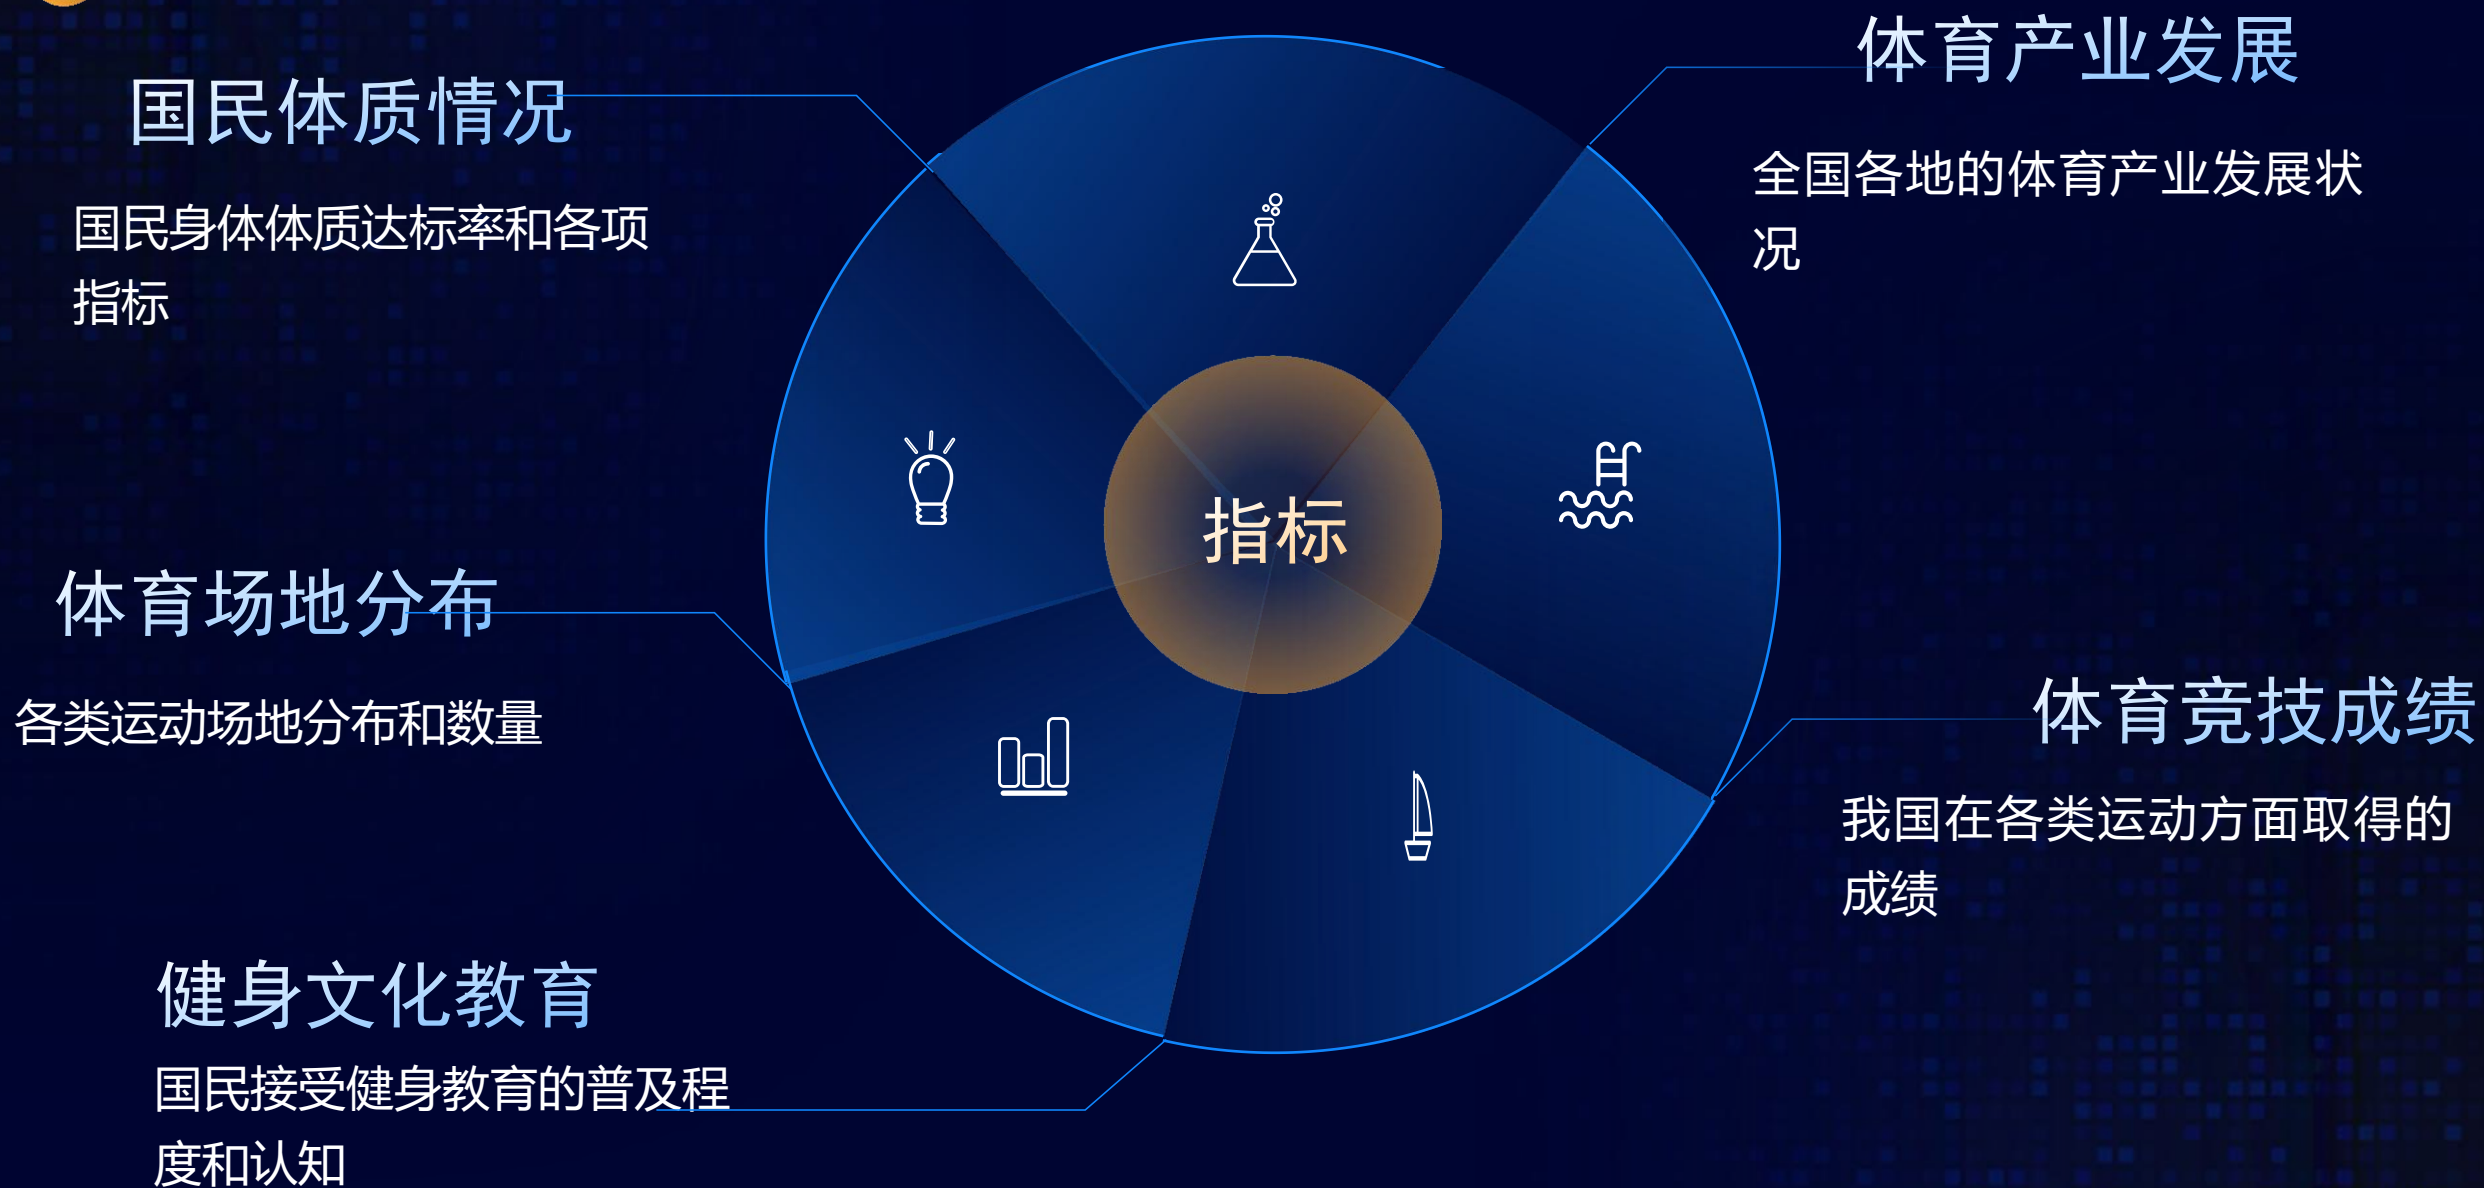 国民体质情况
国民身体体质达标率和各项
指标
体育场地分布
各类运动场地分布和数量
健身文化教育
国民接受健身教育的普及程
度和认知
指标
体育产业发展
全国各地的体育产业发展状
况
体育竞技成绩
我国在各类运动方面取得的
成绩